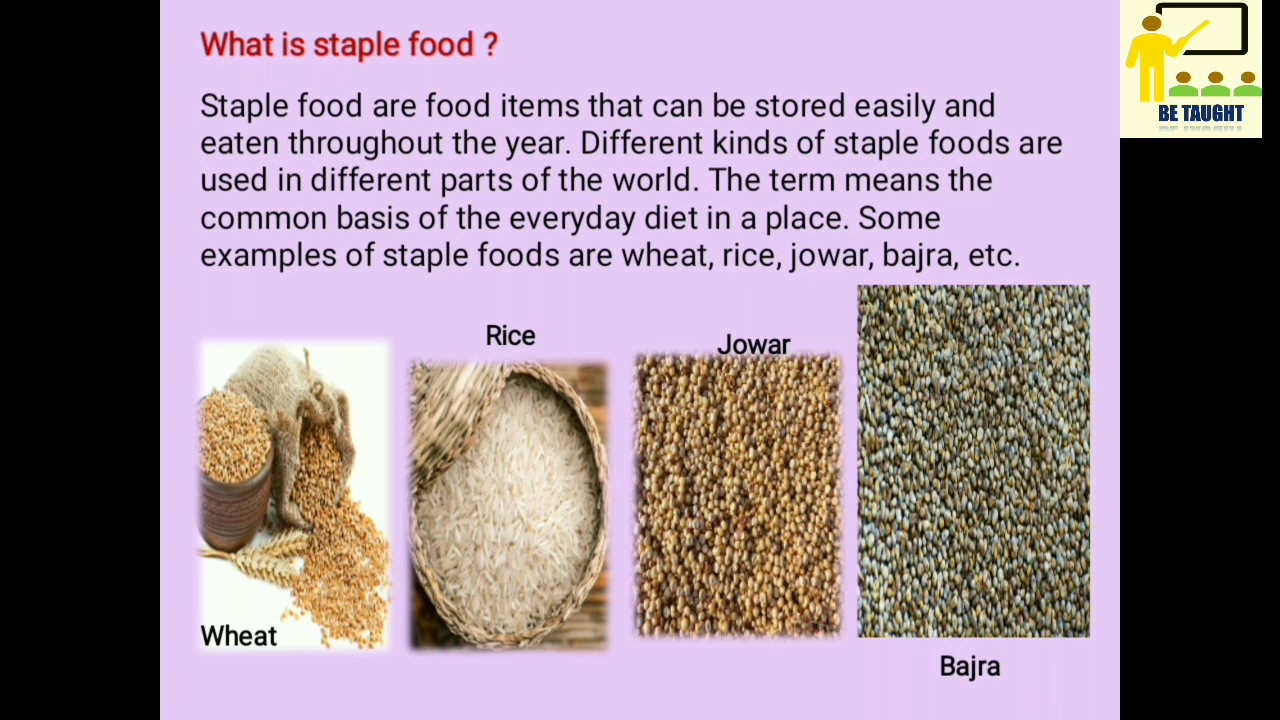 What is staple food ?
Staple food are food items that can be stored easily and
eaten throughout the year. Different kinds of staple foods are
used in different parts of the world. The term means the
common basis of the everyday diet in a place. Some
examples of staple foods are wheat, rice, jowar, bajra, etc.
Rice
Jowar
Wheat
Bajra
BE TAUGHT